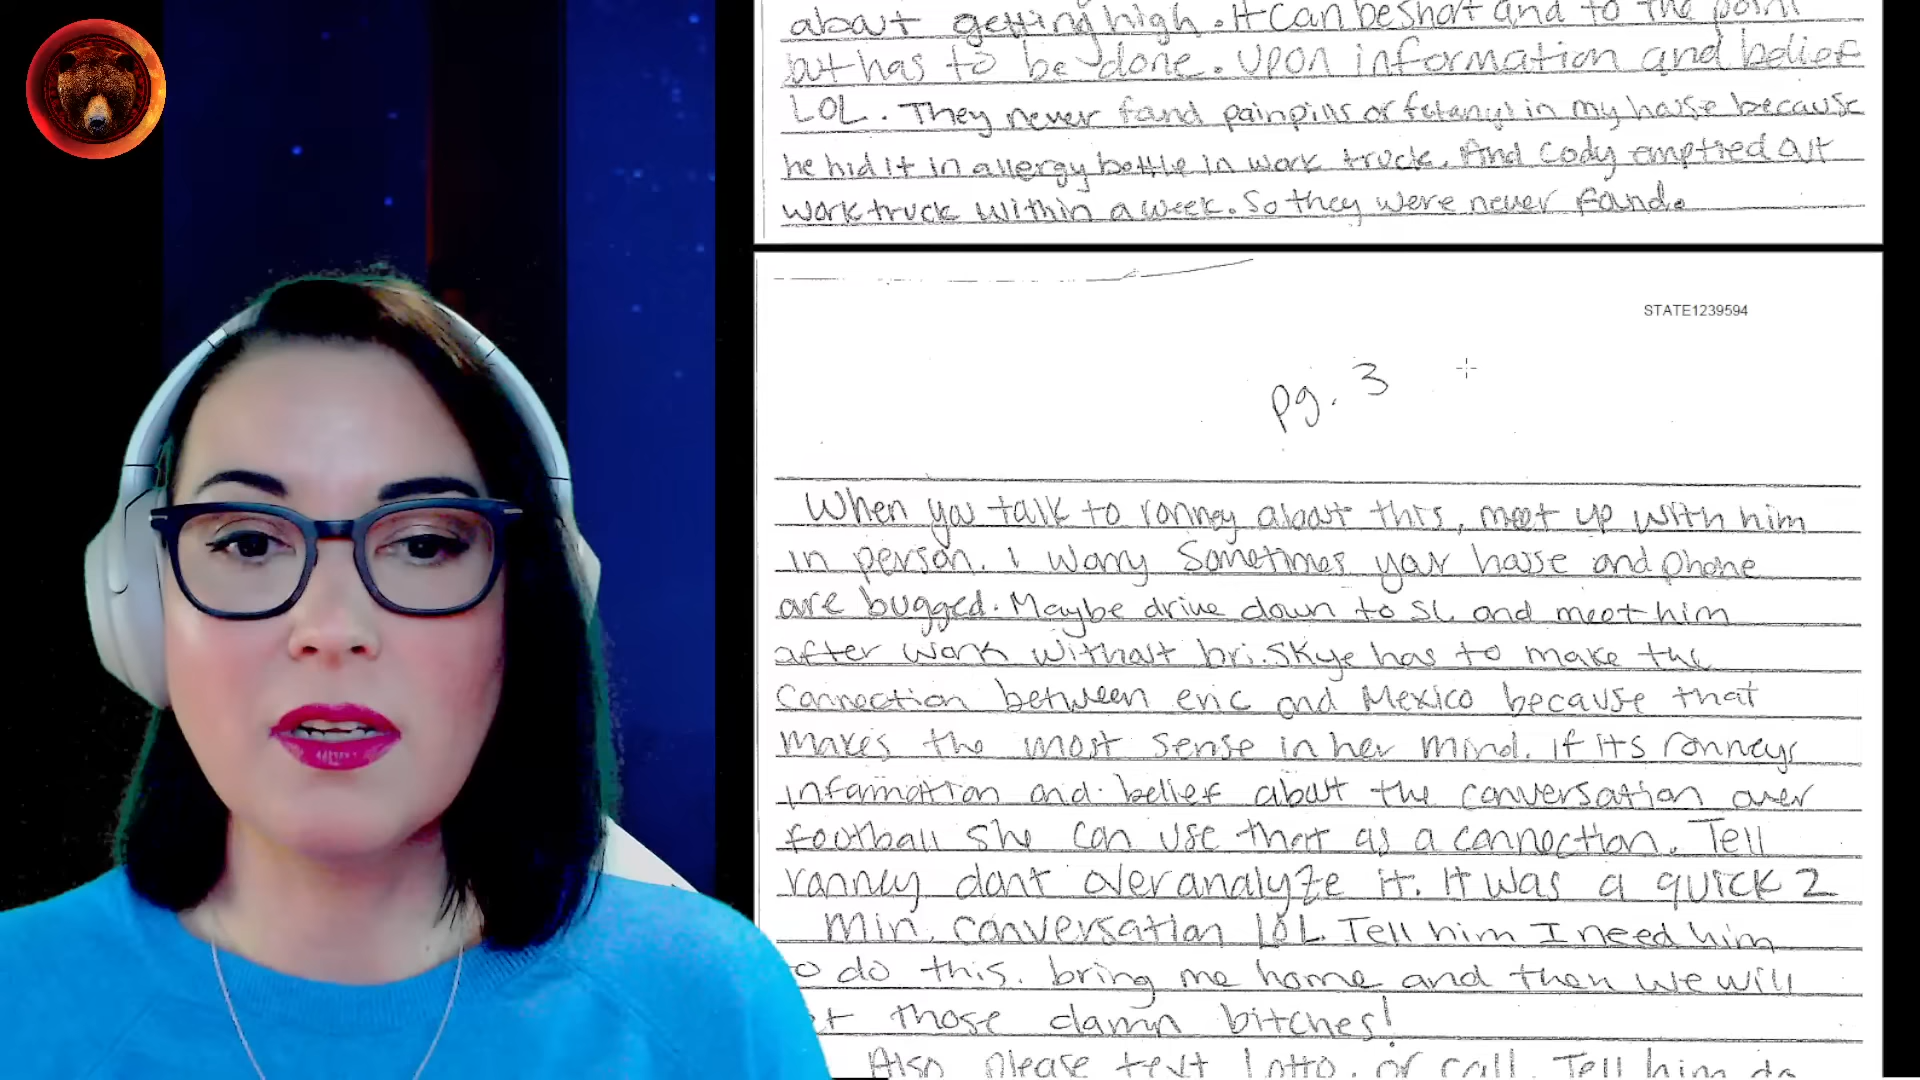 about getting high. It can be short and to the point
but has to be done. Upon information and belief
LOL. They never fond painpills or fetanyl in my hause because
he hid it in allergy bottle in work truck. And Cody emptied out
work truck within a week. So they were never found.
STATE1239594
pg. 3
When you talk to ronney about this, meet up with him
in person. I worry sometimes your house and phone
are bugged. Maybe drive down to SL and meet him
after work without bri. Skye has to make the
connection between eric and Mexico because that
makes the most sense in her mind. If its ronneys
information and belief about the conversation over
football she can use that as a connection. Tell
ronney dont over analyze it. It was a quick 2
min. conversation LOL. Tell him I need him
to do this. bring me home and then we will
those damn bitches!
Also please text Lotto, or call. Tell him do